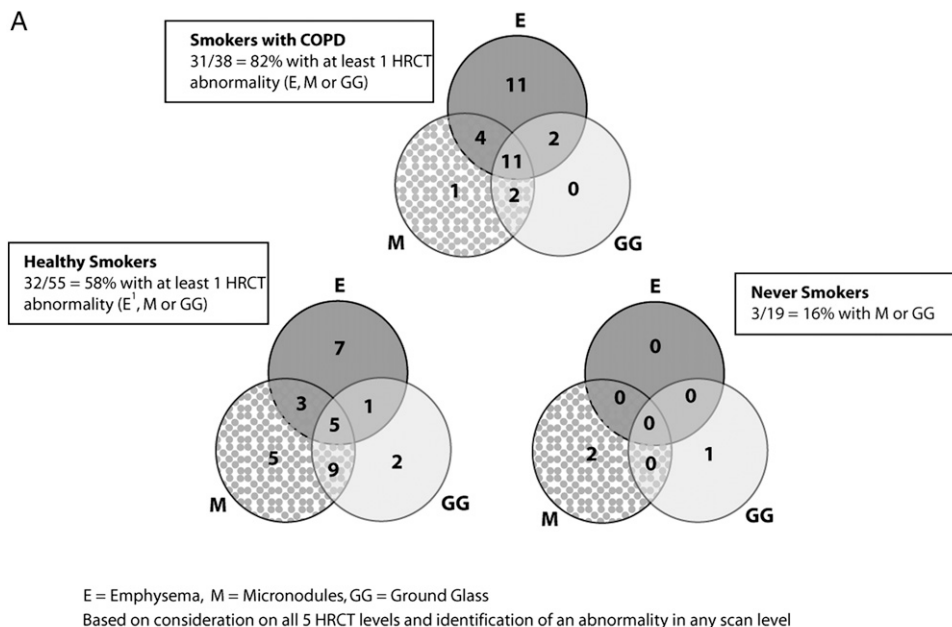 A
Smokers with COPD
31/38 = 82% with at least 1 HRCT
abnormality (E, M or GG)
E
11
4
2
11
1
2
0
M
GG
Healthy Smokers
32/55 = 58% with at least 1 HRCT
abnormality (E¹, M or GG)
E
7
3
1
5
5
9
2
M
GG
Never Smokers
3/19 = 16% with M or GG
E
0
0
0
0
2
0
1
M
GG
E = Emphysema, M = Micronodules, GG = Ground Glass
Based on consideration on all 5 HRCT levels and identification of an abnormality in any scan level